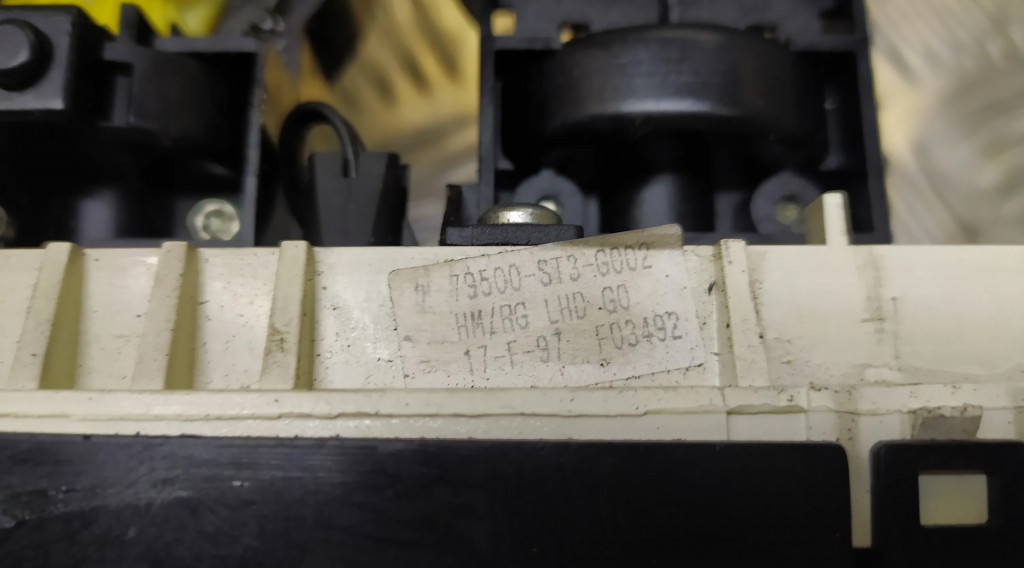 79500-ST3-G002
HM/RG LHD G0
17-F-97 F03492